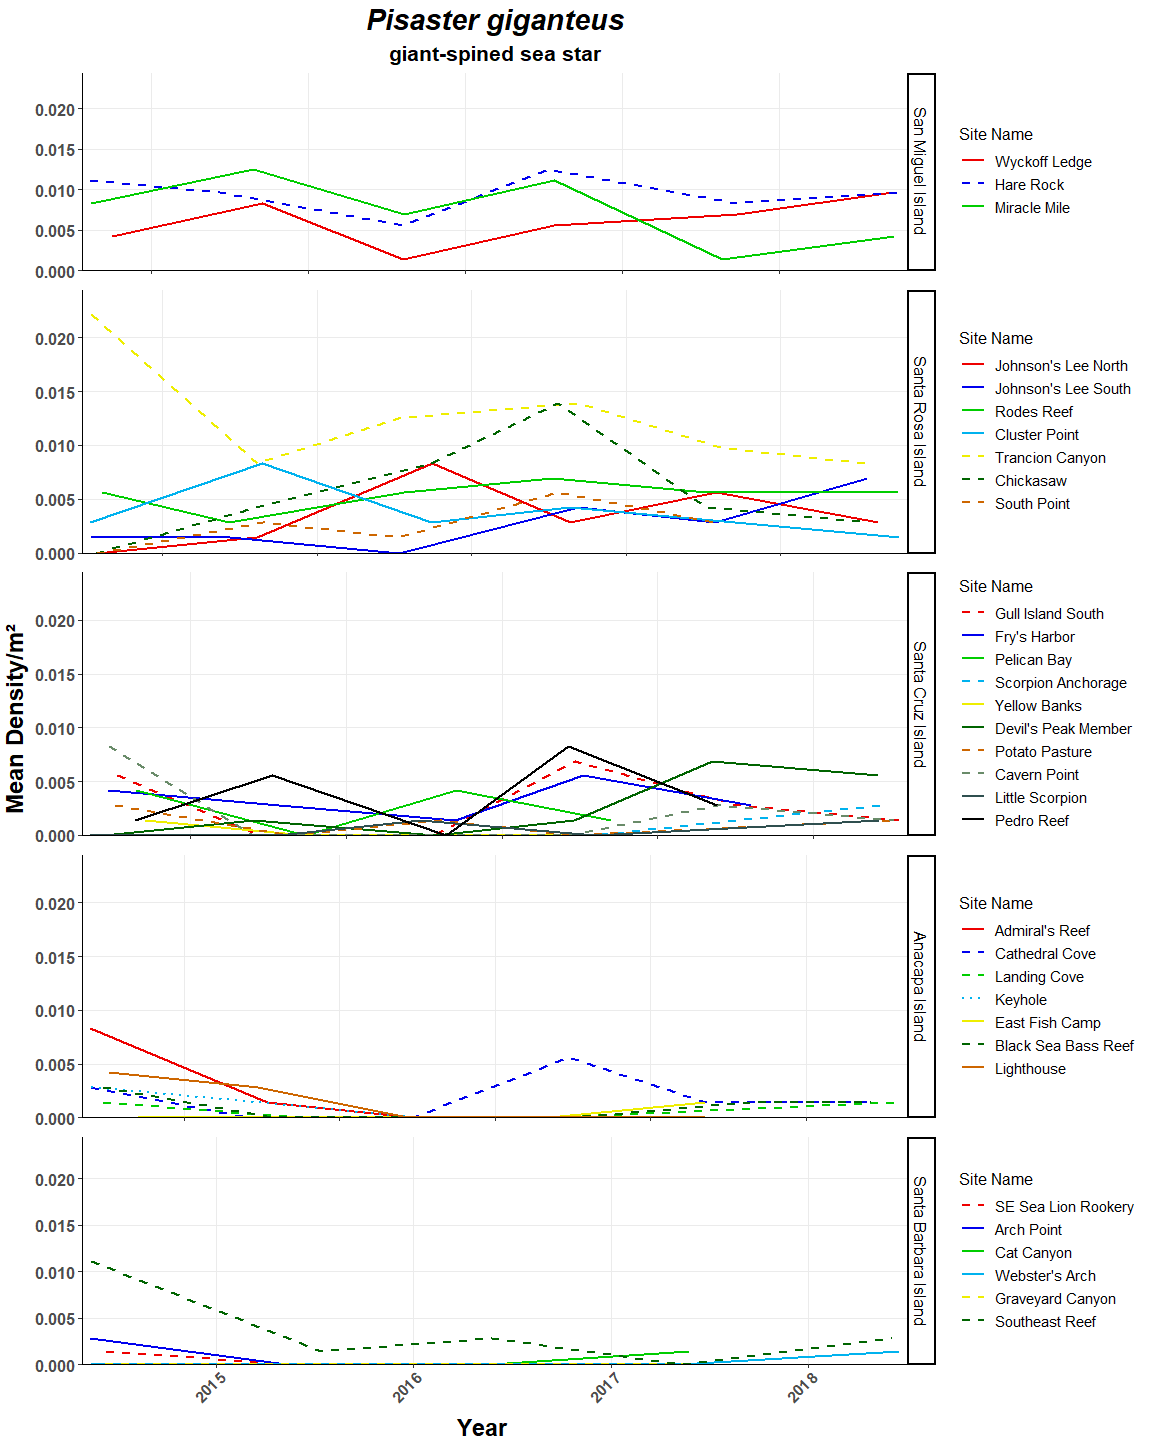 Pisaster giganteus
giant-spined sea star
Mean Density/m²
0.020
0.015
0.010
0.005
0.000
San Miguel Island
Site Name
Wyckoff Ledge
Hare Rock
Miracle Mile
0.020
0.015
0.010
0.005
0.000
Santa Rosa Island
Site Name
Johnson's Lee North
Johnson's Lee South
Rodes Reef
Cluster Point
Trancion Canyon
Chickasaw
South Point
0.020
0.015
0.010
0.005
0.000
Santa Cruz Island
Site Name
Gull Island South
Fry's Harbor
Pelican Bay
Scorpion Anchorage
Yellow Banks
Devil's Peak Member
Potato Pasture
Cavern Point
Little Scorpion
Pedro Reef
0.020
0.015
0.010
0.005
0.000
Anacapa Island
Site Name
Admiral's Reef
Cathedral Cove
Landing Cove
Keyhole
East Fish Camp
Black Sea Bass Reef
Lighthouse
0.020
0.015
0.010
0.005
0.000
Santa Barbara Island
Site Name
SE Sea Lion Rookery
Arch Point
Cat Canyon
Webster's Arch
Graveyard Canyon
Southeast Reef
2015
2016
2017
2018
Year